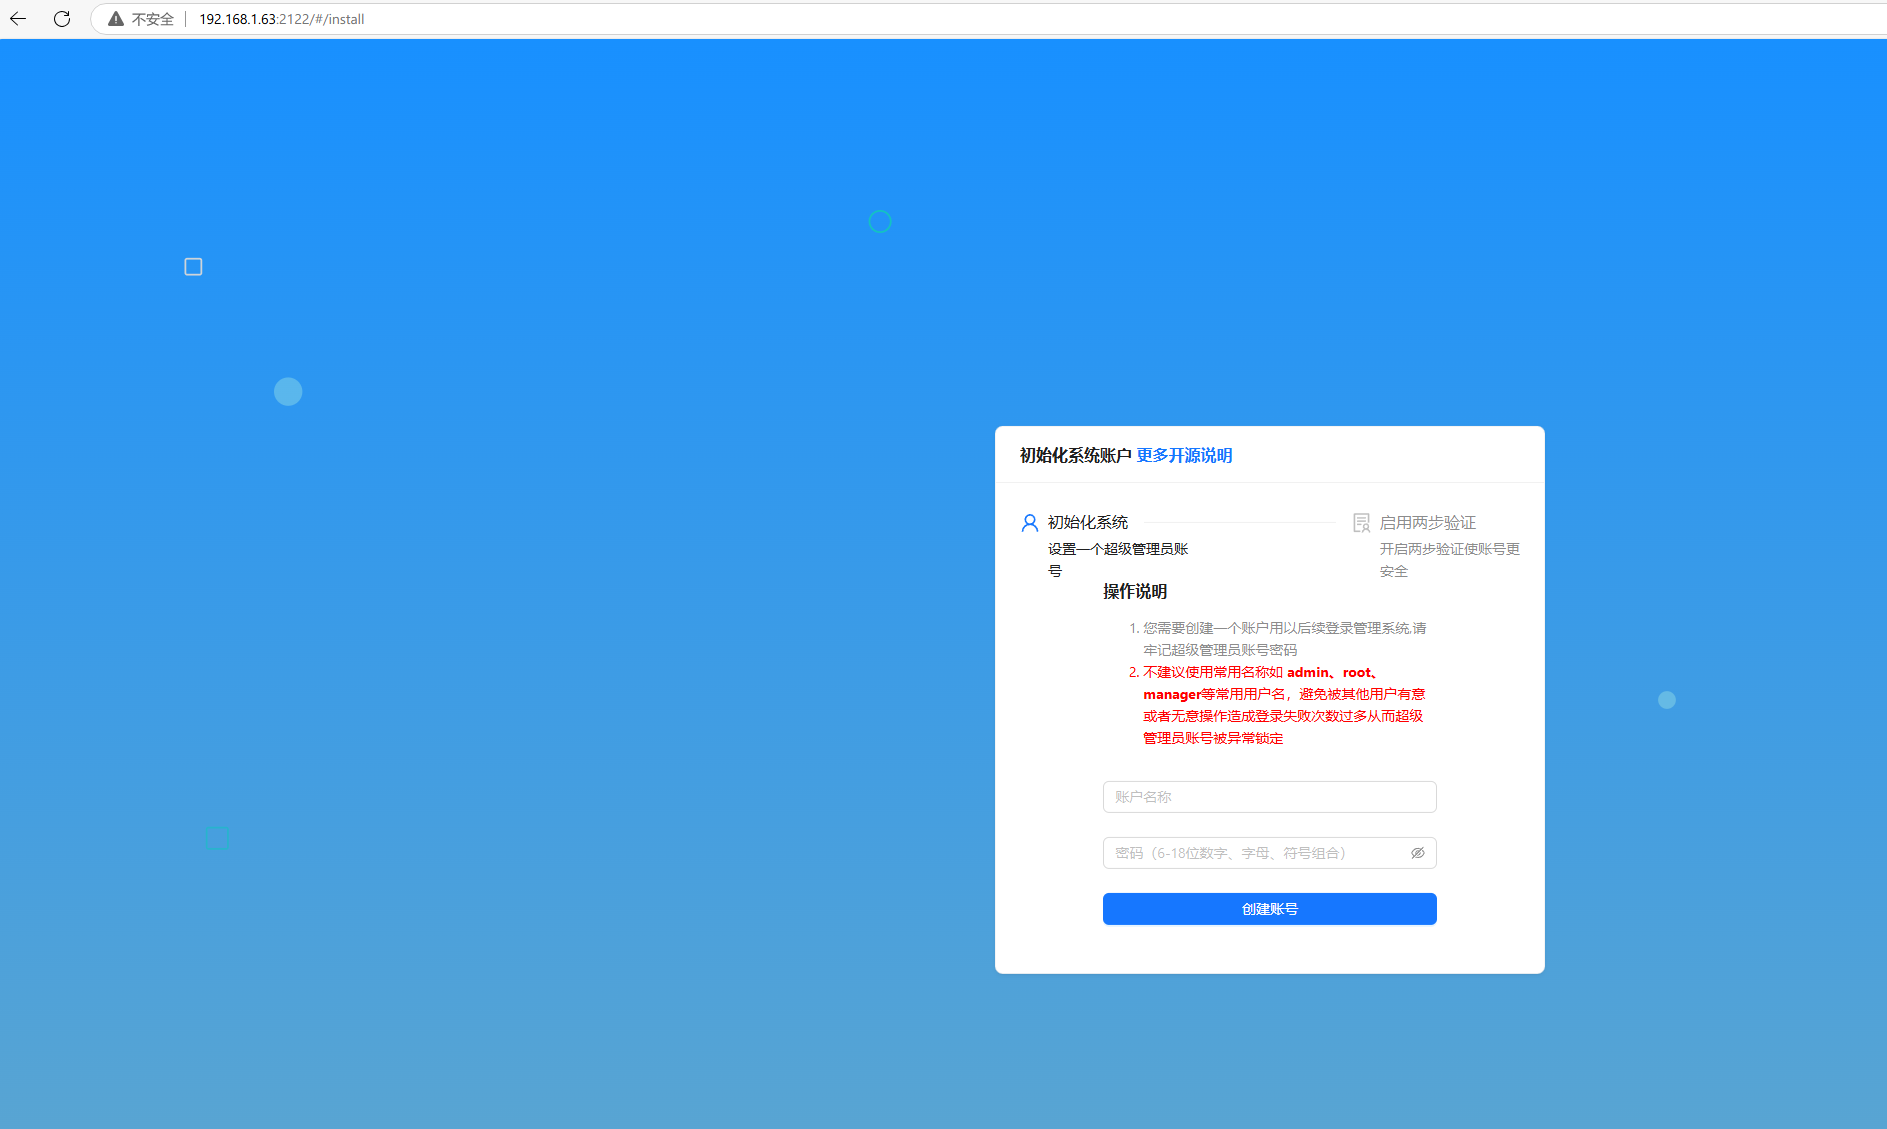 不安全 192.168.1.63:2122/#/install
初始化系统账户 更多开源说明
初始化系统
设置一个超级管理员账
号
启用两步验证
开启两步验证使账号更
安全
操作说明
1. 您需要创建一个账户用以后续登录管理系统,请
牢记超级管理员账号密码
2. 不建议使用常用名称如 admin、root、
manager等常用用户名，避免被其他用户有意
或者无意操作造成登录失败次数过多从而超级
管理员账号被异常锁定
账户名称
密码（6-18位数字、字母、符号组合）
创建账号